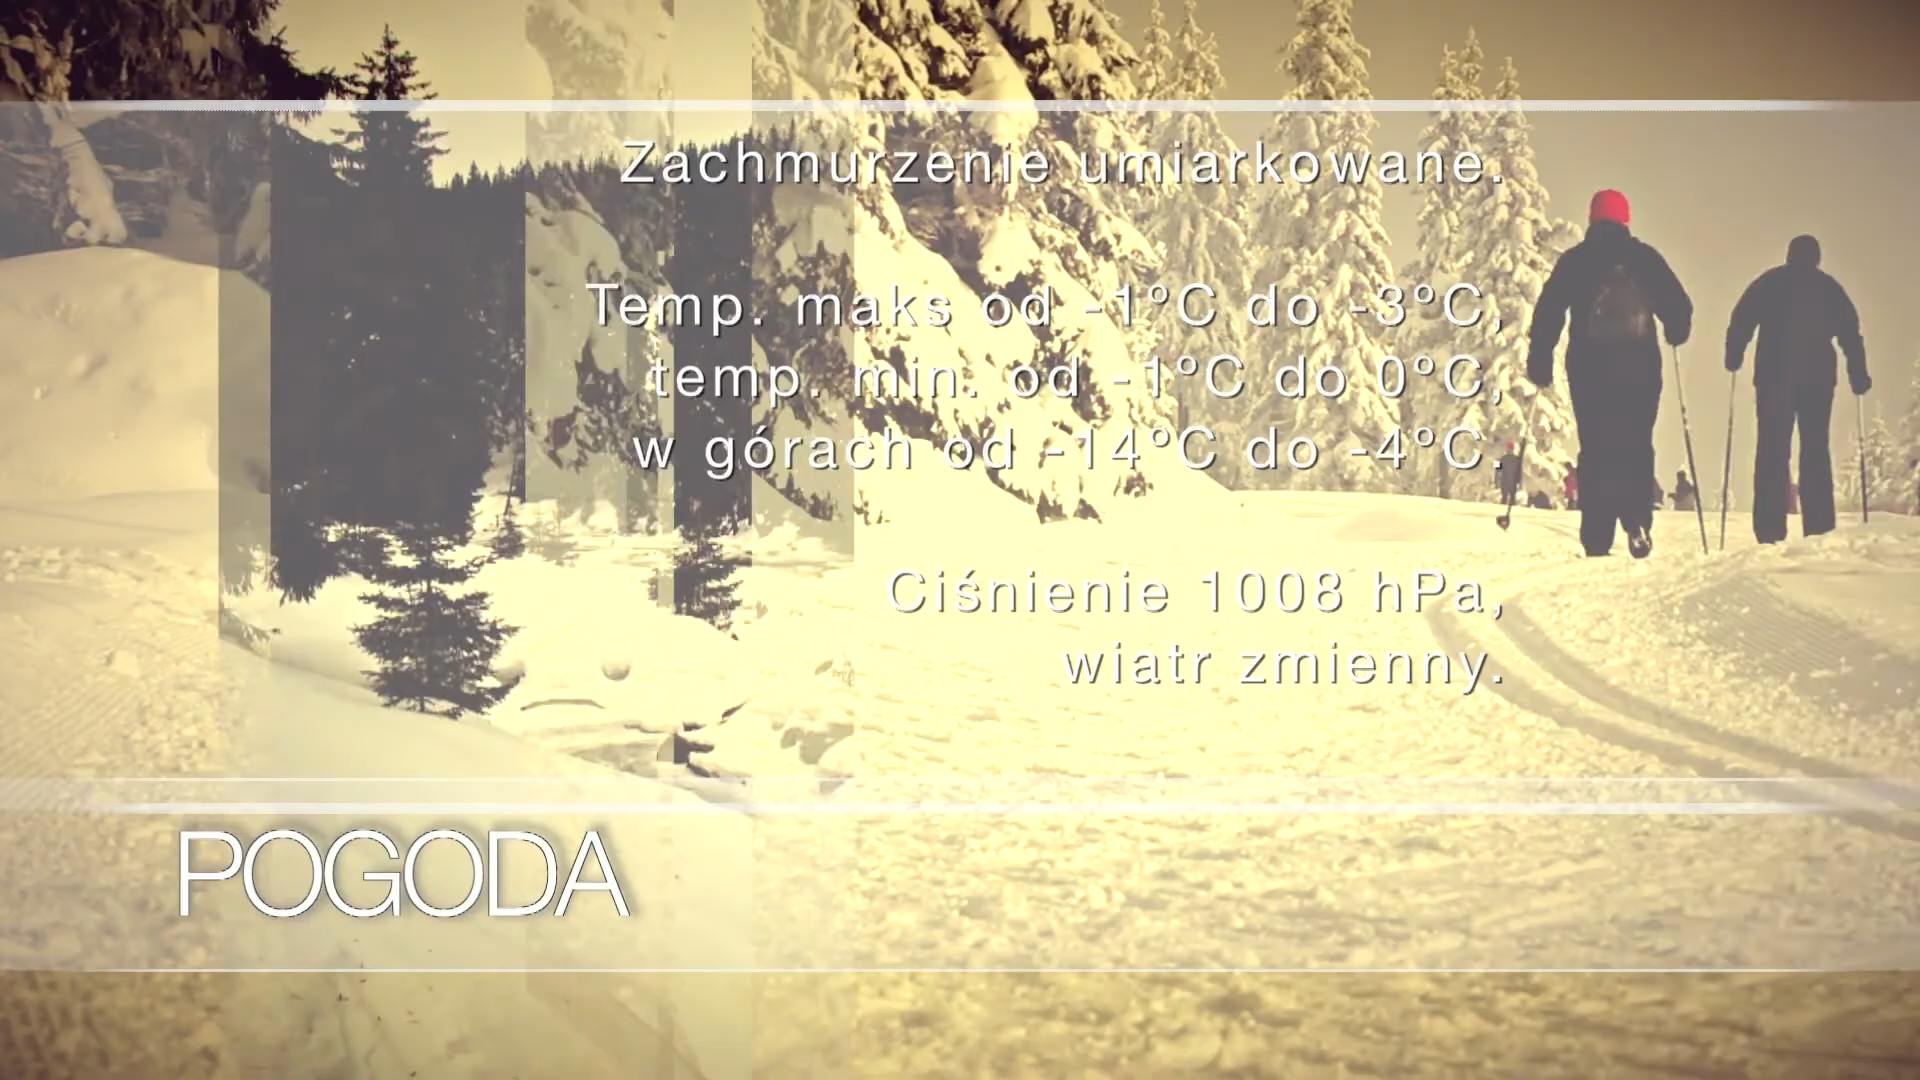 Zachmurzenie umiarkowane.
Temp. maks od -1°C do -3°C,
temp. min. od -1°C do 0°C,
w górach od -14°C do -4°C.
Ciśnienie 1008 hPa,
wiatr zmienny.
POGODA